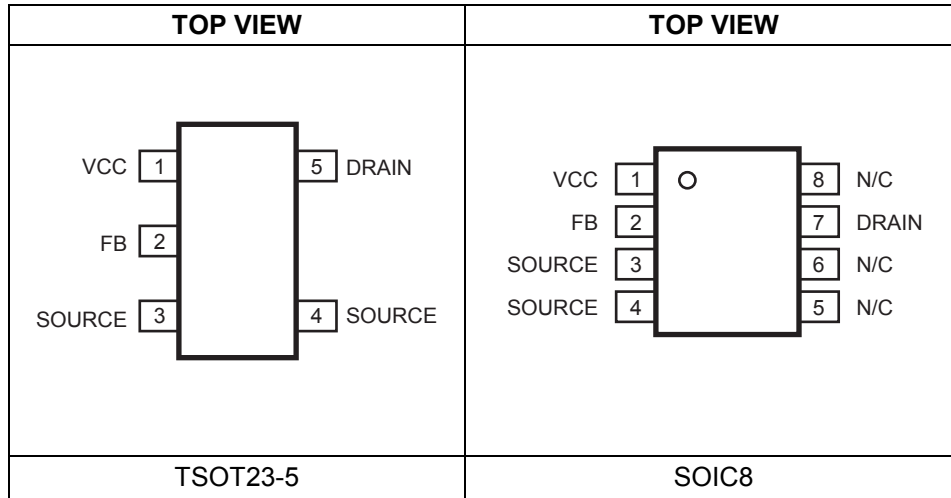 TOP VIEW
TOP VIEW
VCC 1
5 DRAIN
FB 2
SOURCE 3
4 SOURCE
VCC 1
8 N/C
FB 2
7 DRAIN
SOURCE 3
6 N/C
SOURCE 4
5 N/C
TSOT23-5
SOIC8